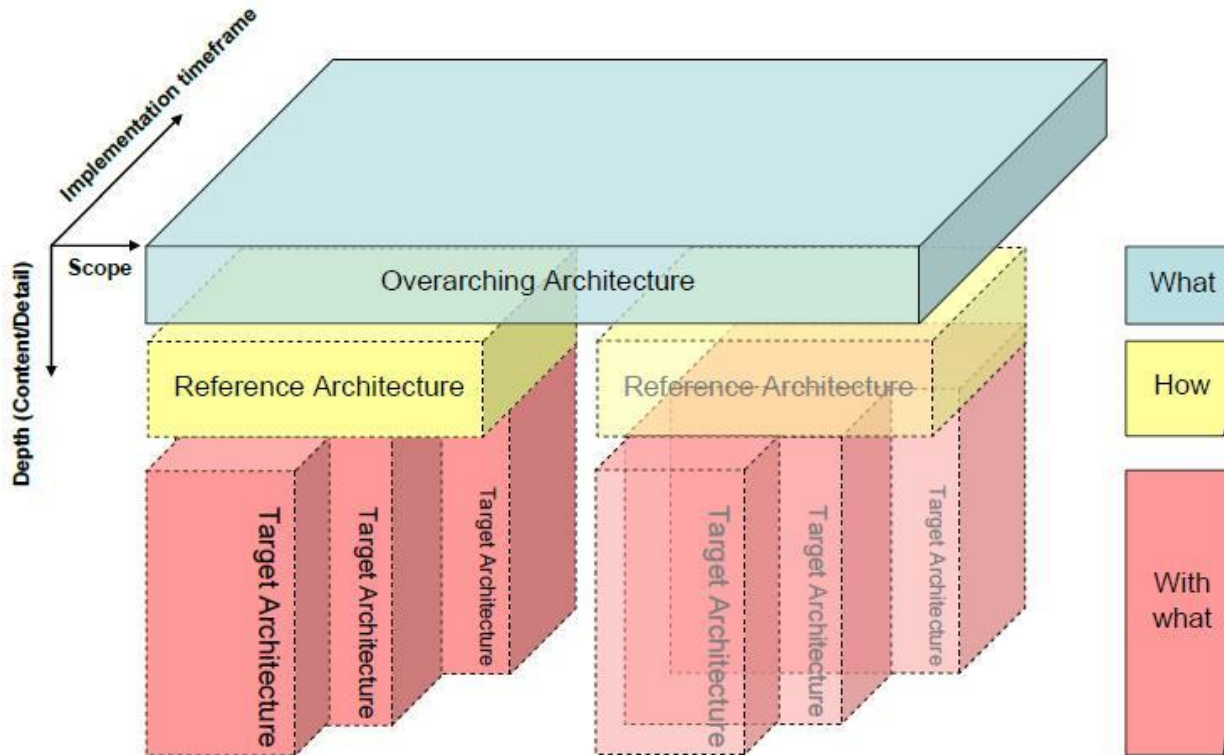 Implementation timeframe
Scope
Depth (Content/Detail)
Overarching Architecture
What
Reference Architecture
Reference Architecture
How
Target Architecture
Target Architecture
Target Architecture
Target Architecture
Target Architecture
Target Architecture
With
what